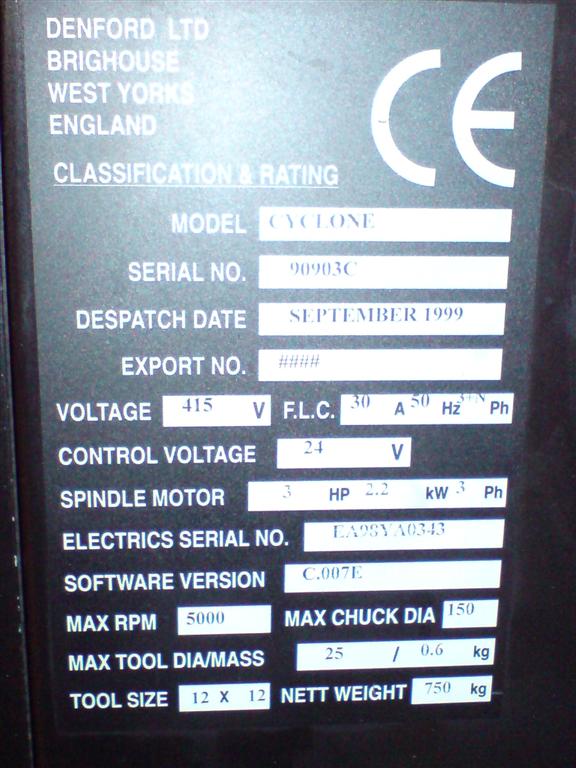 DENFORD LTD
BRIGHOUSE
WEST YORKS
ENGLAND
CE
CLASSIFICATION & RATING
MODEL CYCLONE
SERIAL NO. 90903C
DESPATCH DATE SEPTEMBER 1999
EXPORT NO. ####
VOLTAGE 415 V F.L.C. 30 A 50 Hz 3+N Ph
CONTROL VOLTAGE 24 V
SPINDLE MOTOR 3 HP 2.2 kW 3 Ph
ELECTRICS SERIAL NO. EA98YA0343
SOFTWARE VERSION C.007E
MAX RPM 5000 MAX CHUCK DIA 150
MAX TOOL DIA/MASS 25 / 0.6 kg
TOOL SIZE 12 X 12 NETT WEIGHT 750 kg